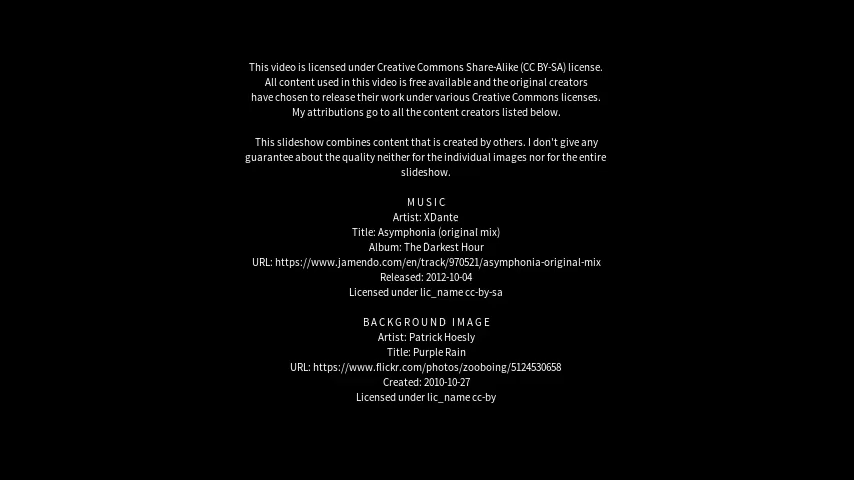 This video is licensed under Creative Commons Share-Alike (CC BY-SA) license.
All content used in this video is free available and the original creators
have chosen to release their work under various Creative Commons licenses.
My attributions go to all the content creators listed below.
This slideshow combines content that is created by others. I don't give any
guarantee about the quality neither for the individual images nor for the entire
slideshow.
MUSIC
Artist: XDante
Title: Asymphonia (original mix)
Album: The Darkest Hour
URL: https://www.jamendo.com/en/track/970521/asymphonia-original-mix
Released: 2012-10-04
Licensed under lic_name cc-by-sa
BACKGROUND IMAGE
Artist: Patrick Hoesly
Title: Purple Rain
URL: https://www.flickr.com/photos/zooboing/5124530658
Created: 2010-10-27
Licensed under lic_name cc-by